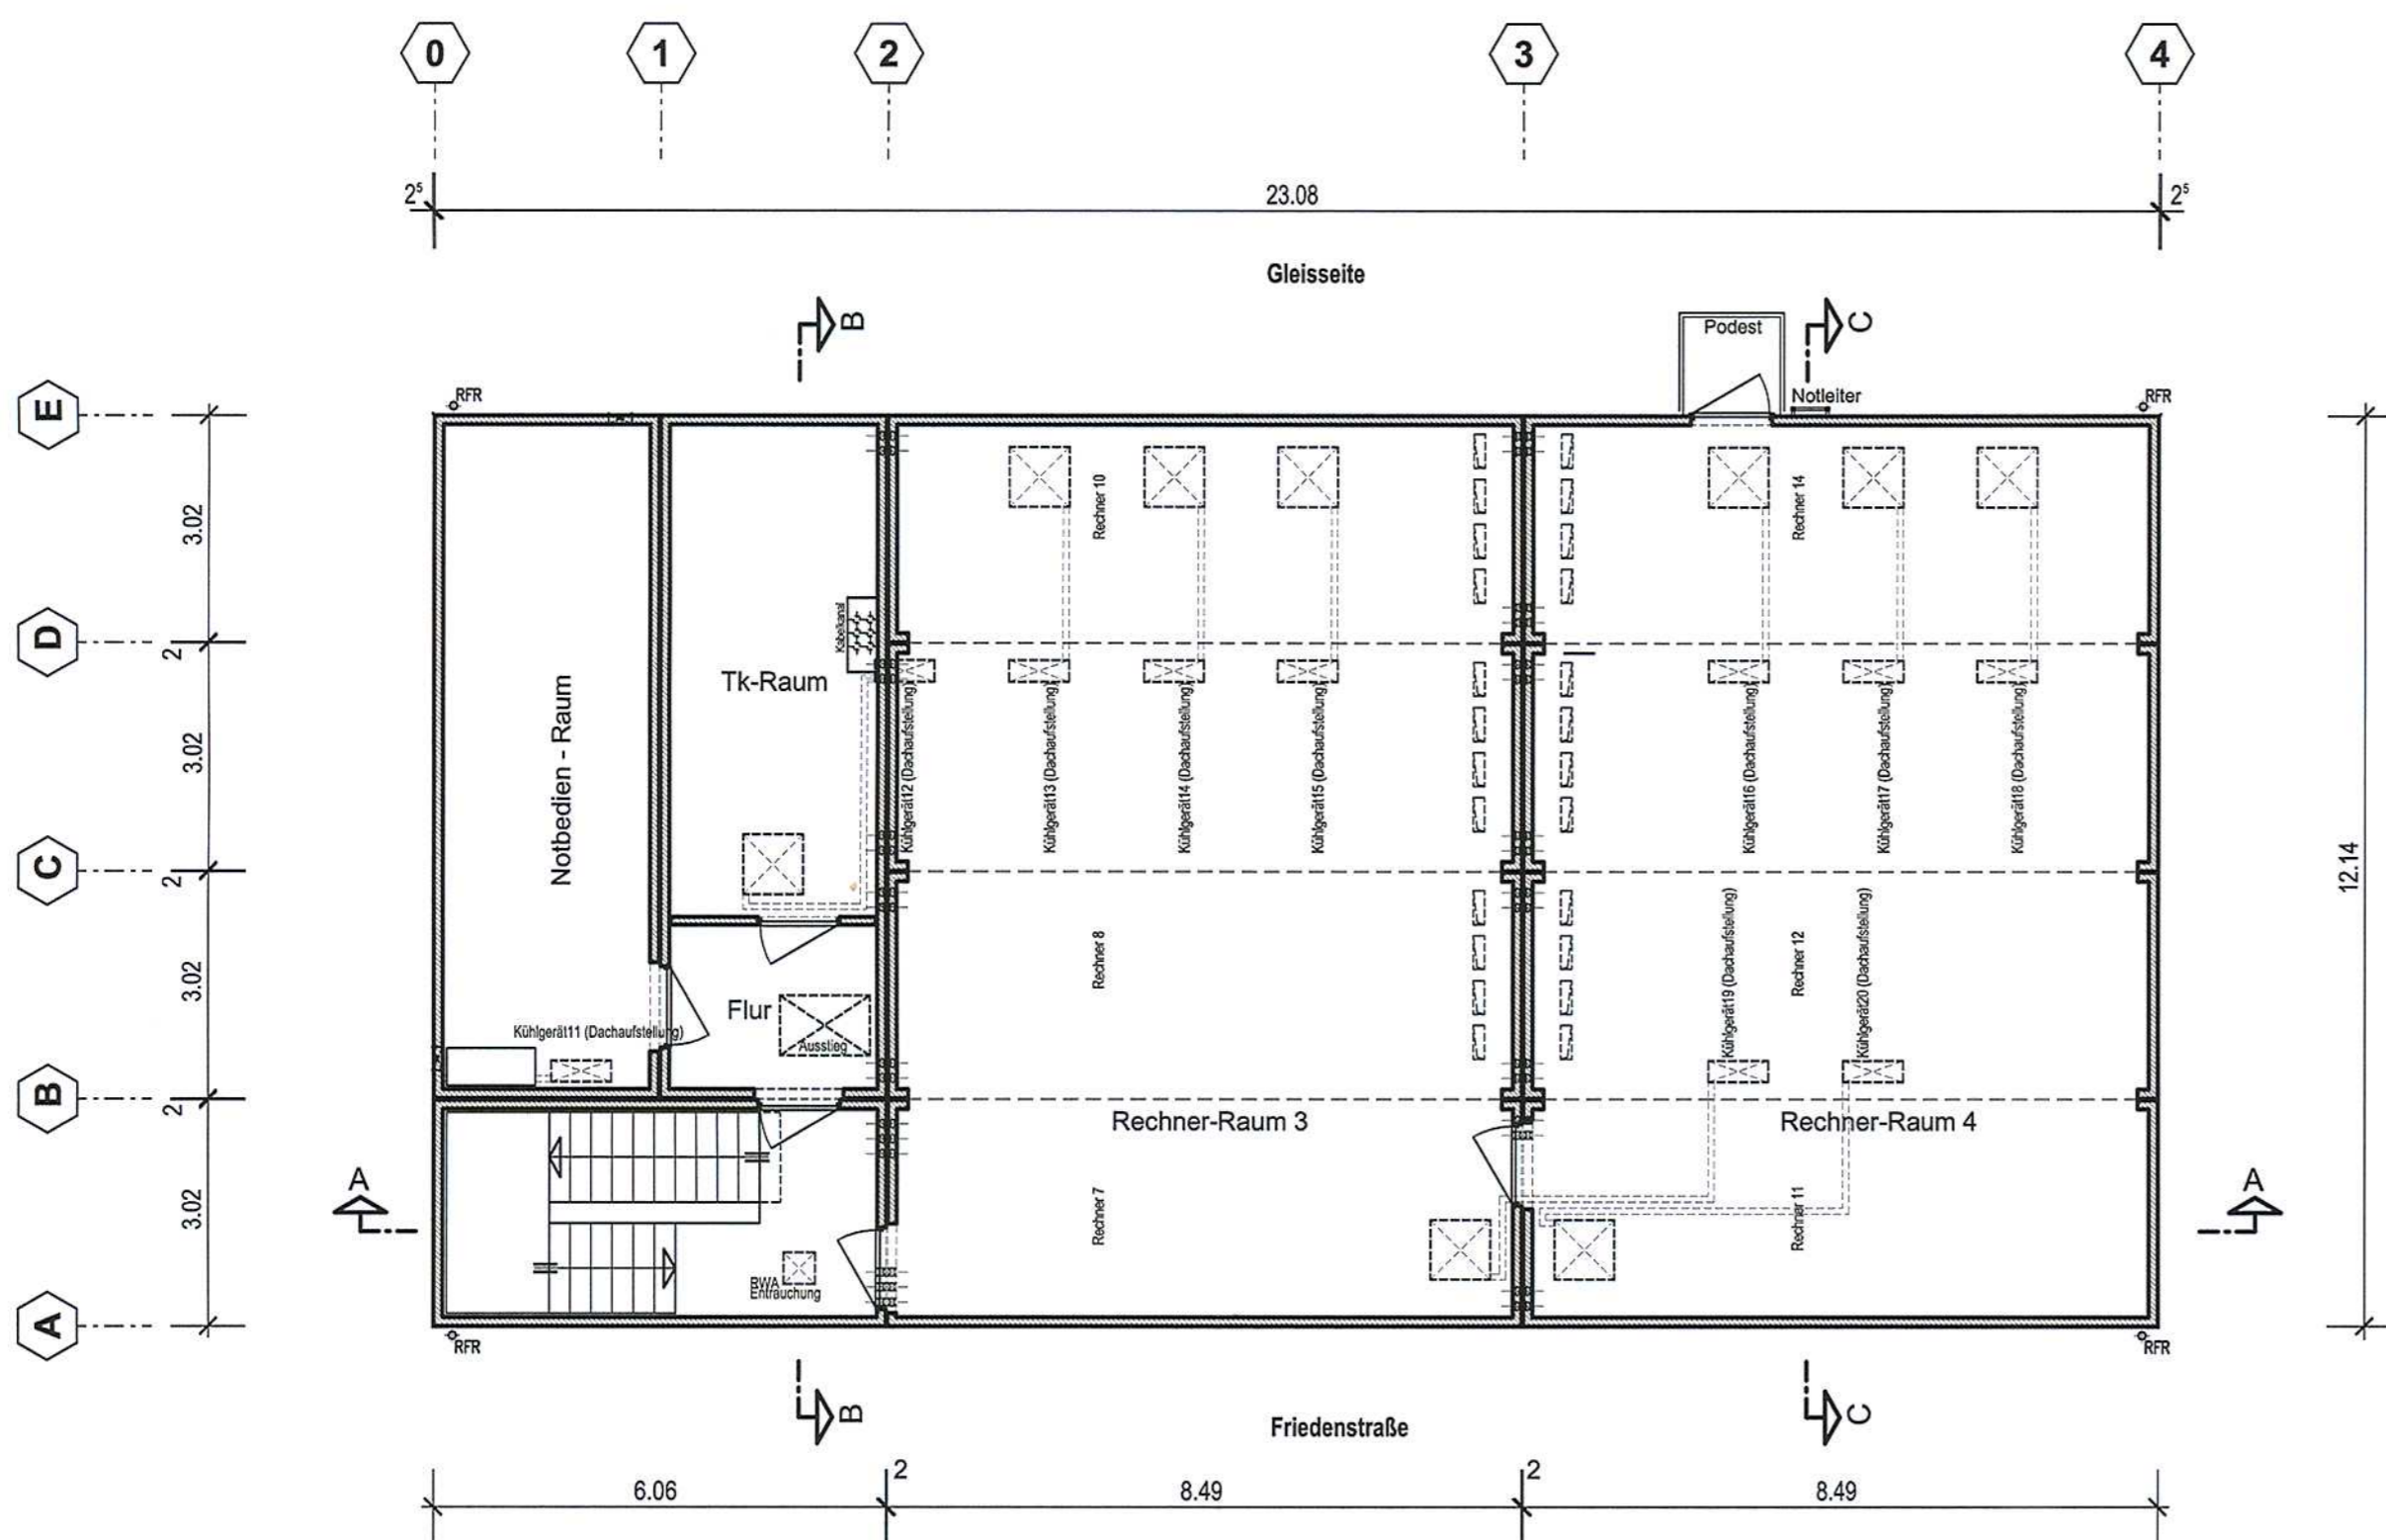 0
1
2
3
4
2⁵
23.08
2⁵
Gleisseite
B
C
Podest
Notleiter
RFR
RFR
E
D
C
B
A
3.02
2
3.02
2
3.02
2
3.02
12.14
Rechner 10
Rechner 14
Kabelkanal
Tk-Raum
Notbedien - Raum
Kühlgerät12 (Dachaufstellung)
Kühlgerät13 (Dachaufstellung)
Kühlgerät14 (Dachaufstellung)
Kühlgerät15 (Dachaufstellung)
Kühlgerät16 (Dachaufstellung)
Kühlgerät17 (Dachaufstellung)
Kühlgerät18 (Dachaufstellung)
Rechner 8
Kühlgerät19 (Dachaufstellung)
Rechner 12
Kühlgerät20 (Dachaufstellung)
Flur
Ausstieg
Kühlgerät11 (Dachaufstellung)
Rechner-Raum 3
Rechner-Raum 4
A
A
Rechner 7
Rechner 11
RWA
Entrauchung
RFR
RFR
B
C
Friedenstraße
6.06
2
8.49
2
8.49